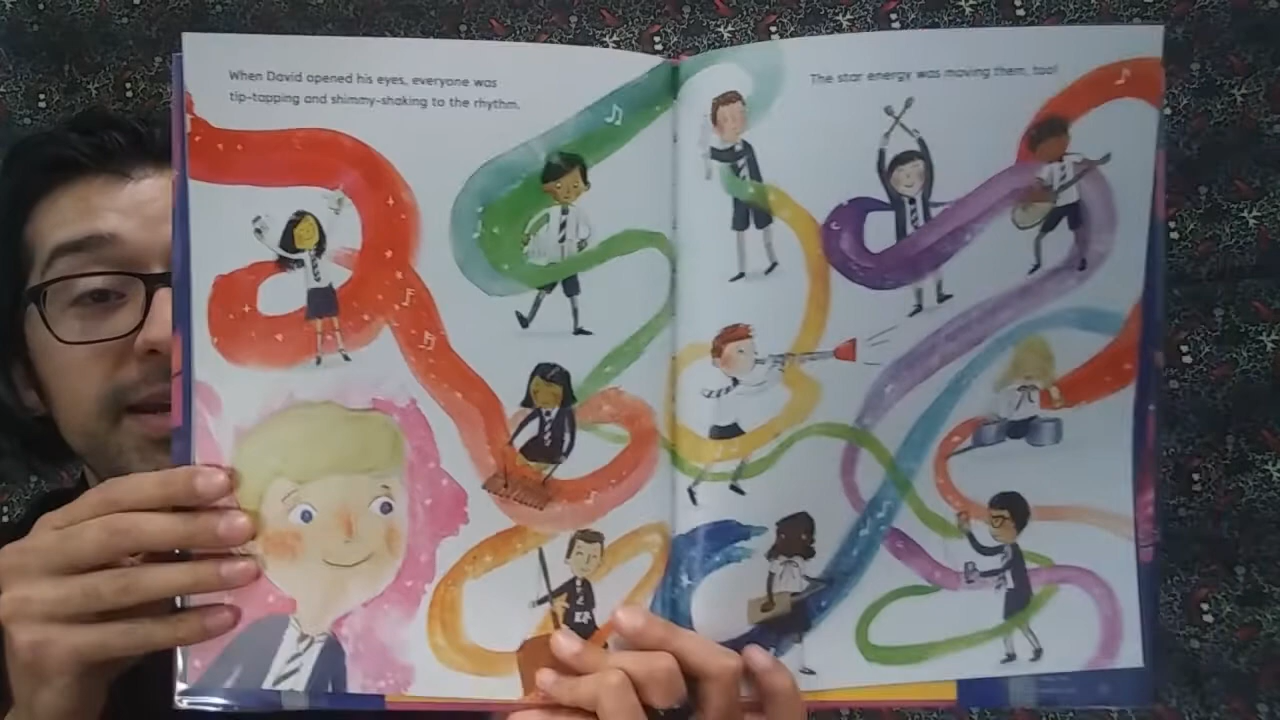 When David opened his eyes, everyone was
tip-tapping and shimmy-shaking to the rhythm.
The star energy was moving them, too!